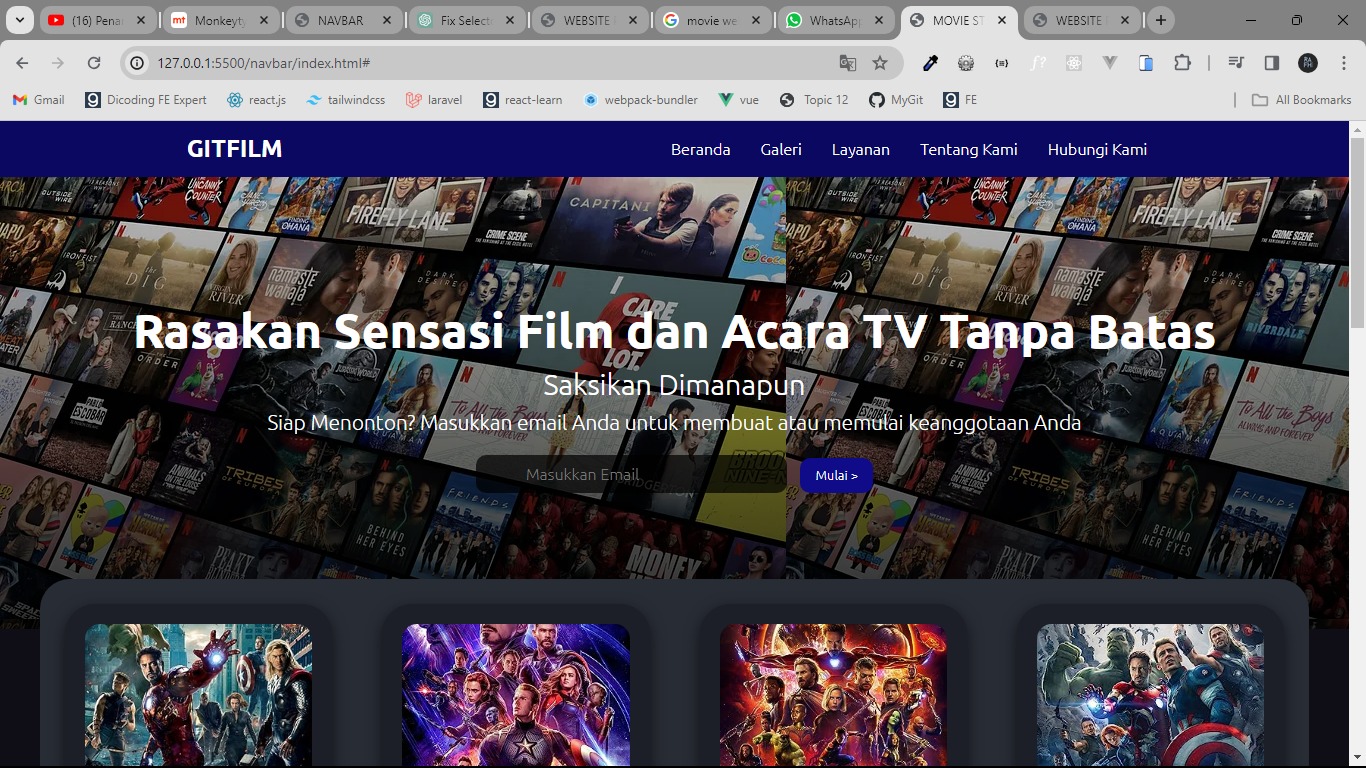 (16) Pena
Monkeyty
NAVBAR
Fix Select
WEBSITE
movie we
WhatsAp
MOVIE ST
WEBSITE
127.0.0.1:5500/navbar/index.html#
Gmail
Dicoding FE Expert
react.js
tailwindcss
laravel
react-learn
webpack-bundler
vue
Topic 12
MyGit
FE
All Bookmarks
GITFILM
Beranda
Galeri
Layanan
Tentang Kami
Hubungi Kami
OUTSIDE THE WIRE
UNCANNY COUNTER
FINDING 'OHANA
FIREFLY LANE
CRIME SCENE
CAPITANI
IRON FIST
the DIG
VIRGIN RIVER
namaste wahala
DARK DESIRE
THE RANCH
ORDER
I CARE A LOT.
RIVERDALE
JURASSIC WORLD
AQUAMAN
To All the Boys
ALWAYS AND FOREVER
PABLO ESCOBAR
ANIMALS ON THE LOOSE
TRIBES OF EUROPA
BEHIND HER EYES
FRIENDS
BROOKLYN NINE-NINE
BRIDGERTON
PEAKY BLINDERS
MONEY HEIST
SPACE SWEEPERS
Rasakan Sensasi Film dan Acara TV Tanpa Batas
Saksikan Dimanapun
Siap Menonton? Masukkan email Anda untuk membuat atau memulai keanggotaan Anda
Masukkan Email
Mulai >